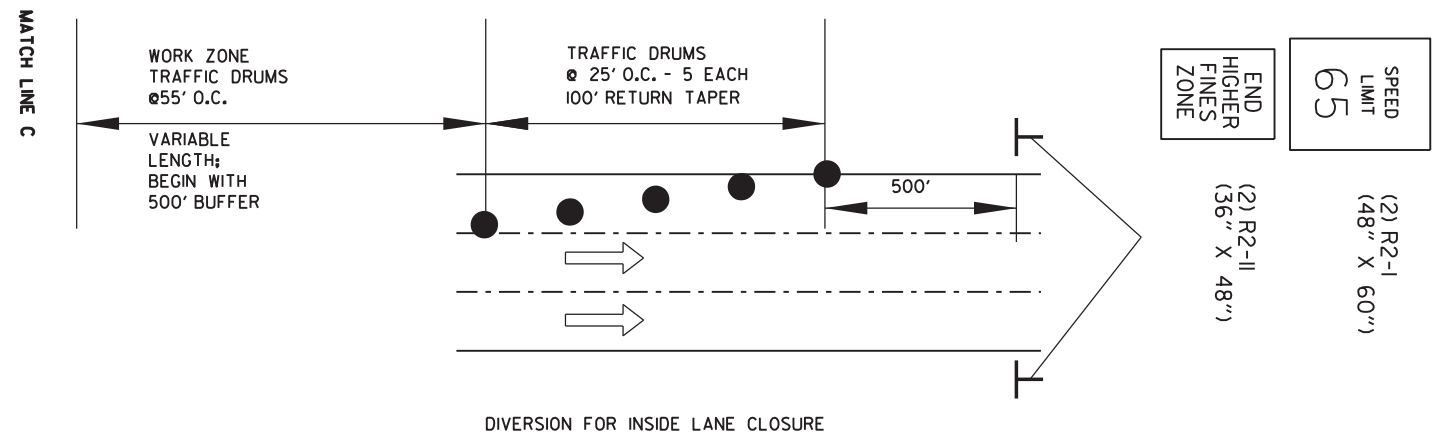 MATCH LINE C
WORK ZONE
TRAFFIC DRUMS
@55' O.C.
VARIABLE
LENGTH;
BEGIN WITH
500' BUFFER
TRAFFIC DRUMS
@ 25' O.C. - 5 EACH
100' RETURN TAPER
500'
END
HIGHER
FINES
ZONE
(2) R2-11
(36" X 48")
SPEED
LIMIT
65
(2) R2-1
(48" X 60")
DIVERSION FOR INSIDE LANE CLOSURE